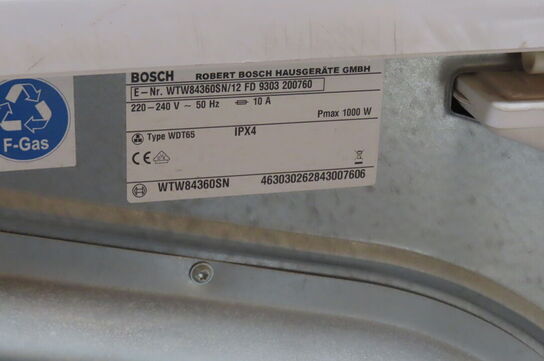 BOSCH ROBERT BOSCH HAUSGERÄTE GMBH
E-Nr. WTW84360SN/12 FD 9303 200760
220-240 V ~ 50 Hz 10 A
Pmax 1000 W
Type WDT65 IPX4
CE
WTW84360SN 463030262843007606
F-Gas